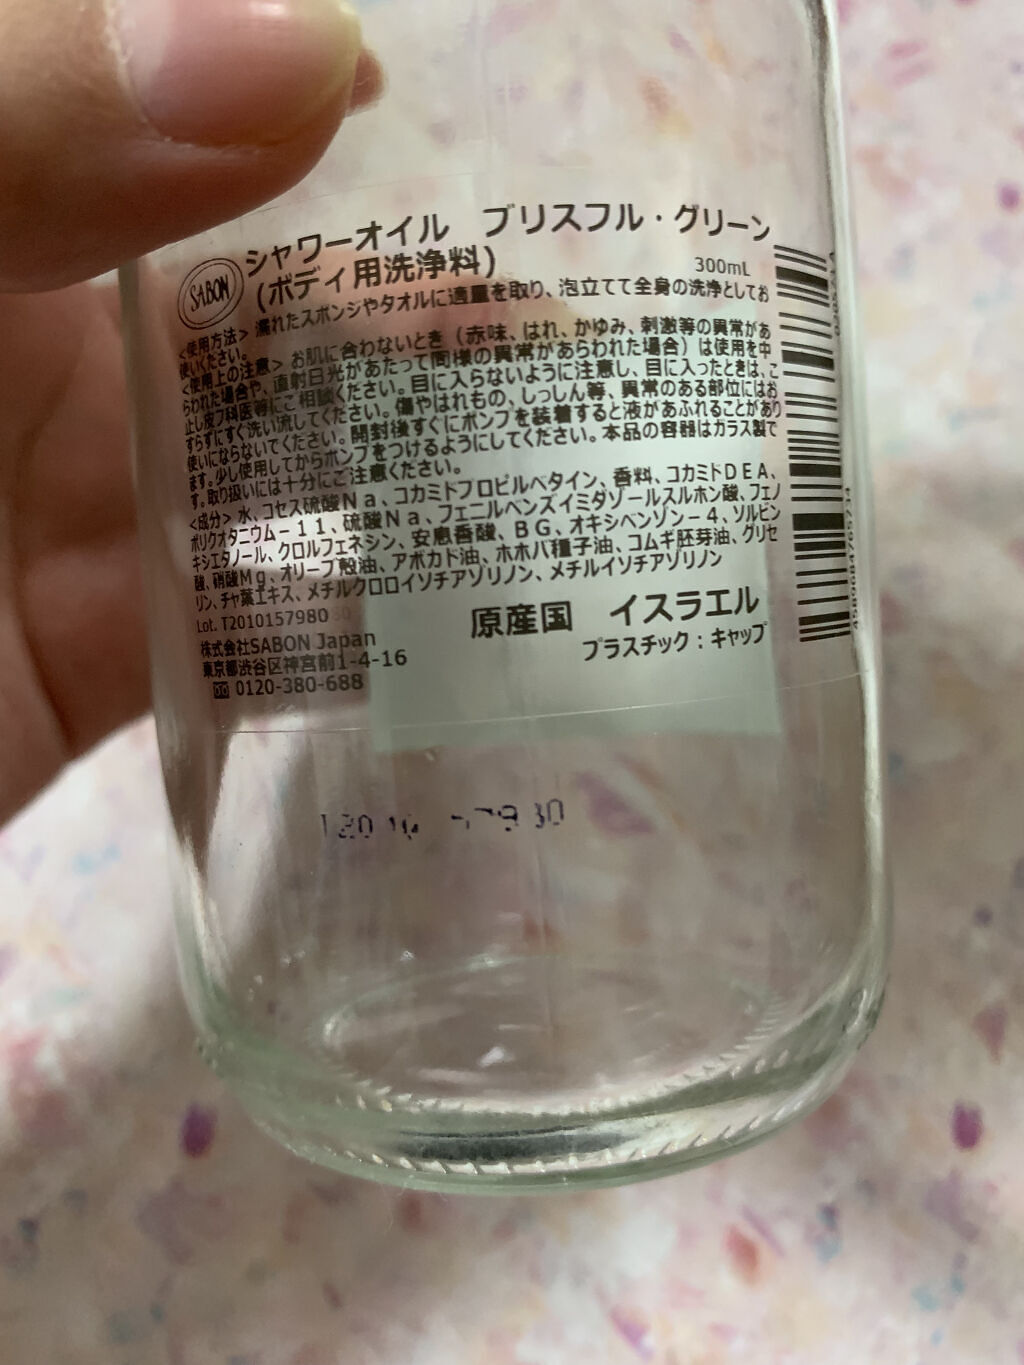 シャワーオイル ブリスフル・グリーン
(ボディ用洗浄料)
300mL
SABON
<使用方法> 濡れたスポンジやタオルに適量を取り、泡立てて全身の洗浄としてお
使いください。
<使用上の注意> お肌に合わないとき(赤味、はれ、かゆみ、刺激等の異常があ
らわれた場合や、直射日光があたって同様の異常があらわれた場合)は使用を中
止し皮フ科医等にご相談ください。目に入らないように注意し、目に入ったときは、こ
すらずにすぐ洗い流してください。傷やはれもの、しっしん等、異常のある部位にはお
使いにならないでください。開封後すぐにポンプを装着すると液があふれることがあり
ます。少し使用してからポンプをつけるようにしてください。本品の容器はガラス製で
す。取り扱いには十分にご注意ください。
<成分> 水、コセス硫酸Na、コカミドプロピルベタイン、香料、コカミドDEA、
ポリクオタニウム-11、硫酸Na、フェニルベンズイミダゾールスルホン酸、フェノ
キシエタノール、クロルフェネシン、安息香酸、BG、オキシベンゾン-4、ソルビン
酸、硝酸Mg、オリーブ殻油、アボカド油、ホホバ種子油、コムギ胚芽油、グリセ
リン、チャ葉エキス、メチルクロロイソチアゾリノン、メチルイソチアゾリノン
Lot. T2010157980
原産国 イスラエル
株式会社SABON Japan
プラスチック:キャップ
東京都渋谷区神宮前1-4-16
0120-380-688